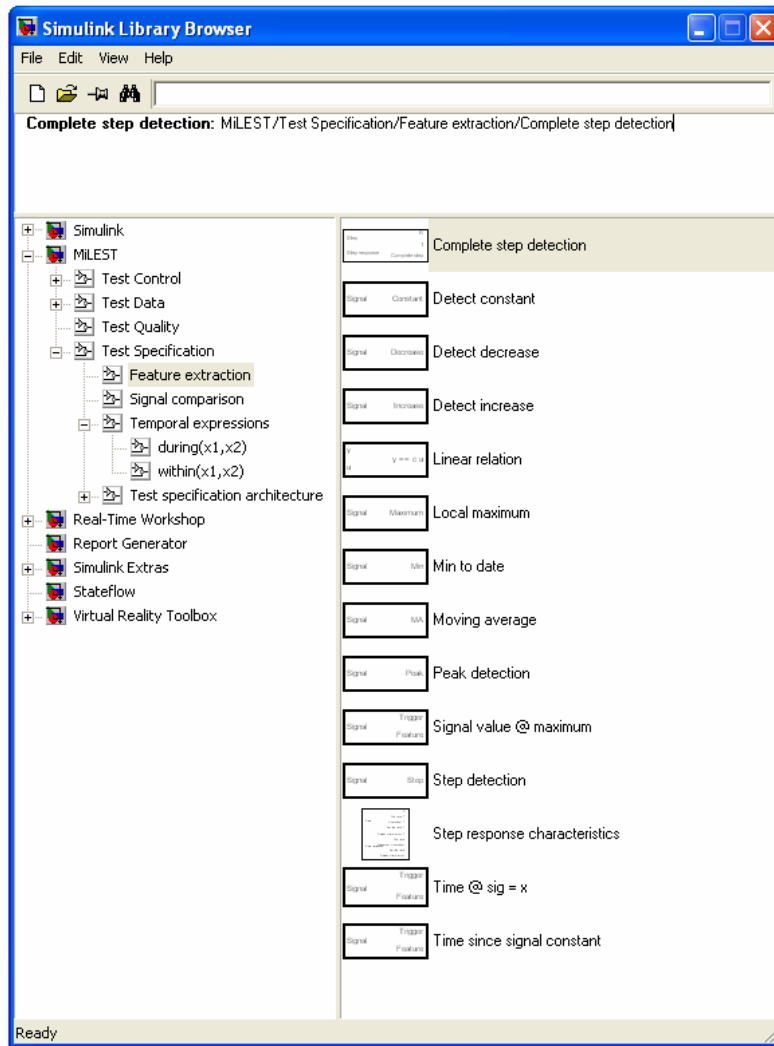 Simulink Library Browser
File Edit View Help
Complete step detection: MiLEST/Test Specification/Feature extraction/Complete step detection
Simulink
MiLEST
Test Control
Test Data
Test Quality
Test Specification
Feature extraction
Signal comparison
Temporal expressions
during(x1,x2)
within(x1,x2)
Test specification architecture
Real-Time Workshop
Report Generator
Simulink Extras
Stateflow
Virtual Reality Toolbox
Step
Step response Complete step
Complete step detection
Signal Constant
Detect constant
Signal Decrease
Detect decrease
Signal Increase
Detect increase
y
u
y == c u
Linear relation
Signal Maximum
Local maximum
Signal Min
Min to date
Signal MA
Moving average
Signal Peak
Peak detection
Signal Trigger
Feature
Signal value @ maximum
Signal Step
Step detection
Step response characteristics
Signal Trigger
Feature
Time @ sig = x
Signal Trigger
Feature
Time since signal constant
Ready